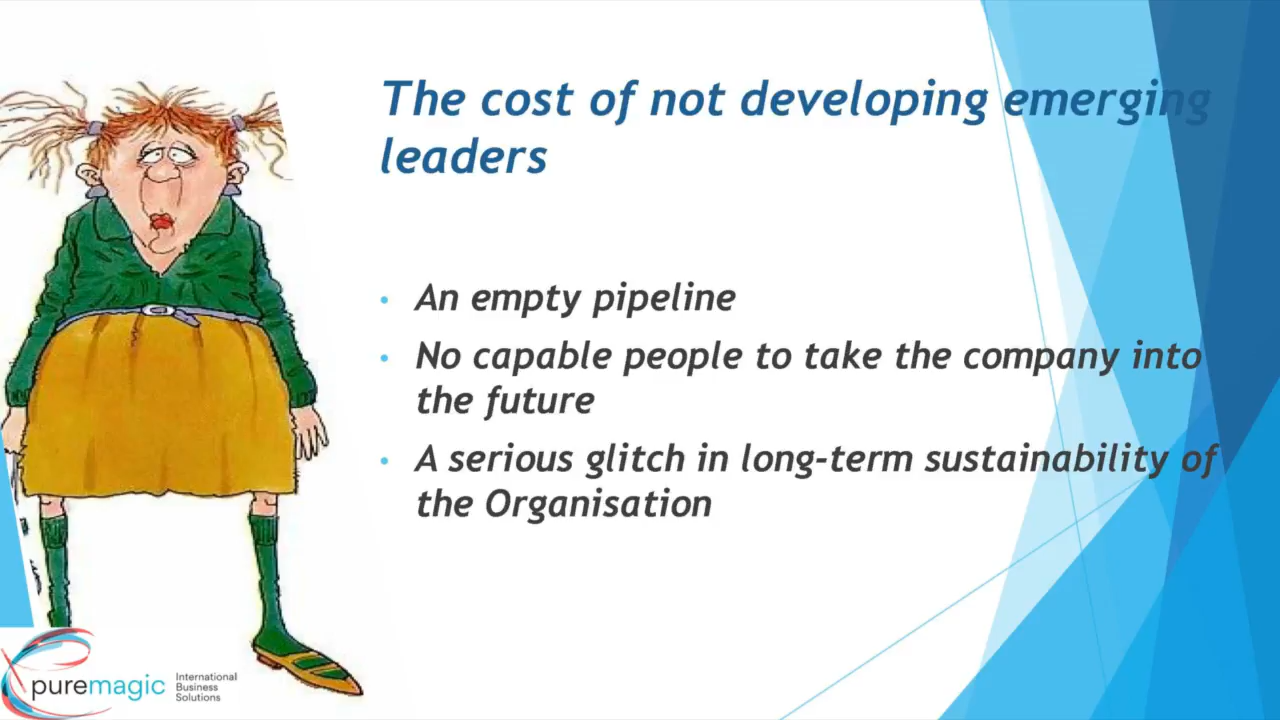 The cost of not developing emerging
leaders
• An empty pipeline
• No capable people to take the company into
the future
• A serious glitch in long-term sustainability of
the Organisation
puremagic
International
Business
Solutions